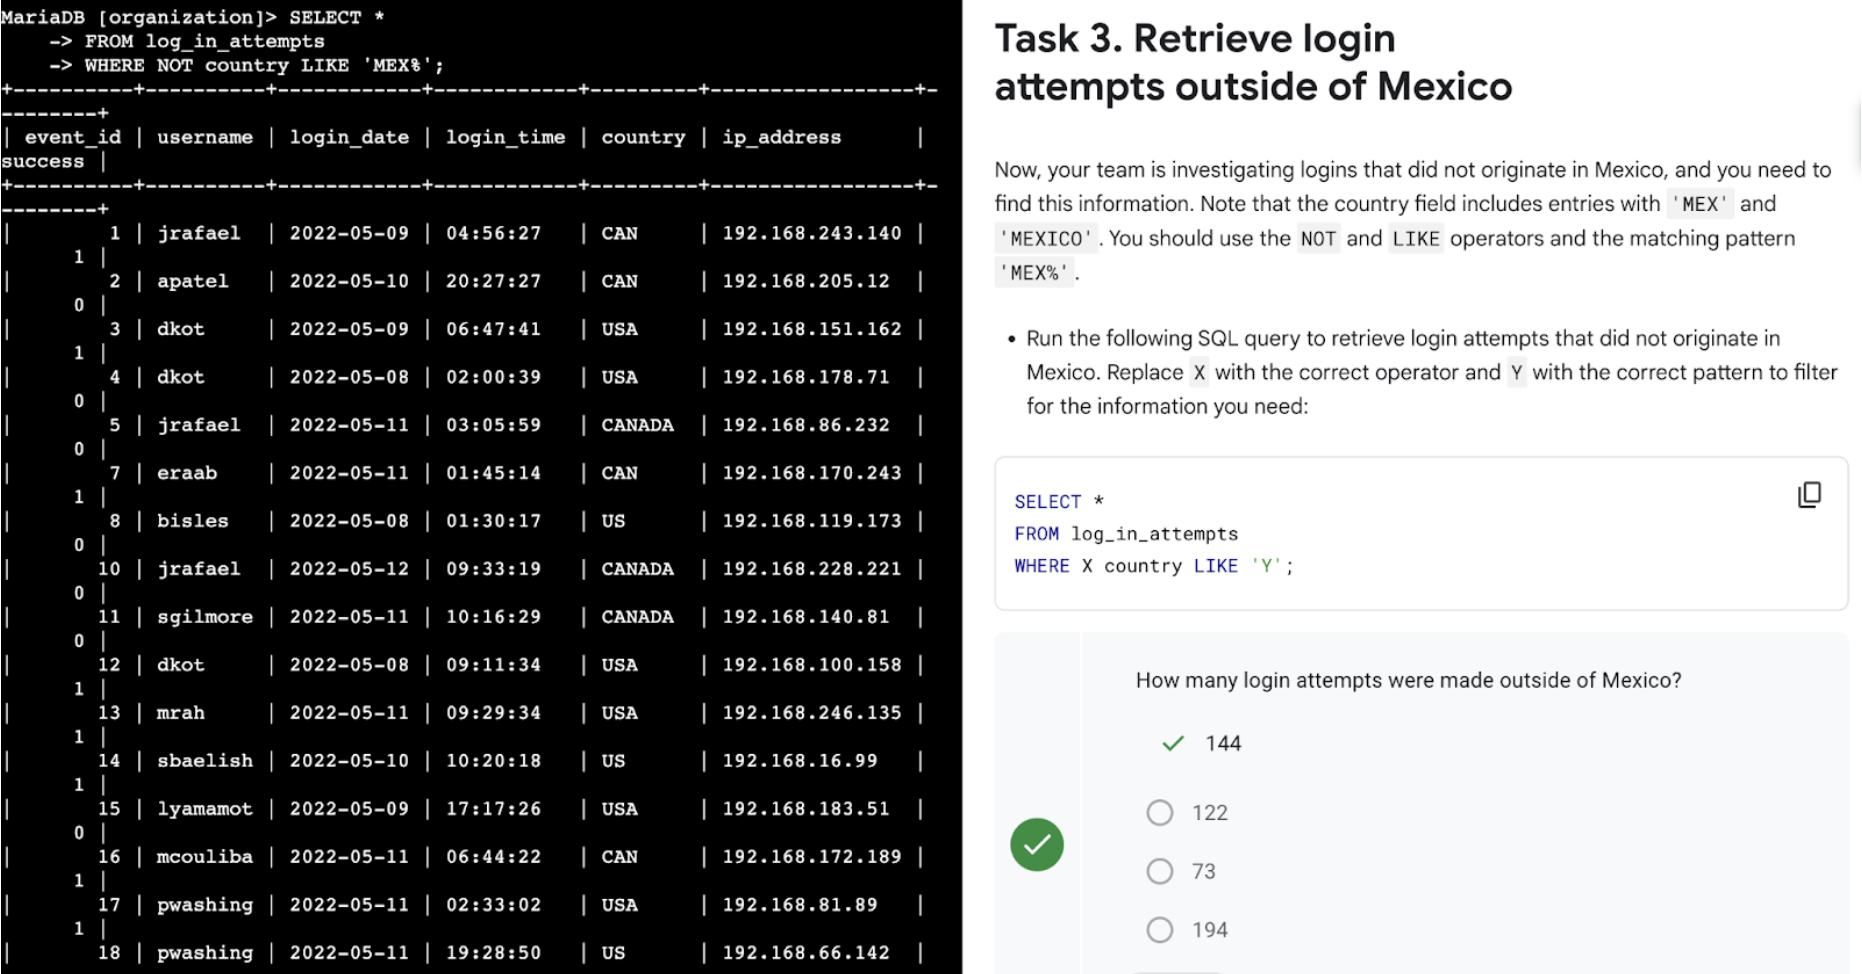 MariaDB [organization]> SELECT *
    -> FROM log_in_attempts
    -> WHERE NOT country LIKE 'MEX%';
+----------+----------+------------+------------+---------+-----------------+-
--------+
| event_id | username | login_date | login_time | country | ip_address      |
success |
+----------+----------+------------+------------+---------+-----------------+-
--------+
|        1 | jrafael  | 2022-05-09 | 04:56:27   | CAN     | 192.168.243.140 |
      1 |
|        2 | apatel   | 2022-05-10 | 20:27:27   | CAN     | 192.168.205.12  |
      0 |
|        3 | dkot     | 2022-05-09 | 06:47:41   | USA     | 192.168.151.162 |
      1 |
|        4 | dkot     | 2022-05-08 | 02:00:39   | USA     | 192.168.178.71  |
      0 |
|        5 | jrafael  | 2022-05-11 | 03:05:59   | CANADA  | 192.168.86.232  |
      0 |
|        7 | eraab    | 2022-05-11 | 01:45:14   | CAN     | 192.168.170.243 |
      1 |
|        8 | bisles   | 2022-05-08 | 01:30:17   | US      | 192.168.119.173 |
      0 |
|       10 | jrafael  | 2022-05-12 | 09:33:19   | CANADA  | 192.168.228.221 |
      0 |
|       11 | sgilmore | 2022-05-11 | 10:16:29   | CANADA  | 192.168.140.81  |
      0 |
|       12 | dkot     | 2022-05-08 | 09:11:34   | USA     | 192.168.100.158 |
      1 |
|       13 | mrah     | 2022-05-11 | 09:29:34   | USA     | 192.168.246.135 |
      1 |
|       14 | sbaelish | 2022-05-10 | 10:20:18   | US      | 192.168.16.99   |
      1 |
|       15 | lyamamot | 2022-05-09 | 17:17:26   | USA     | 192.168.183.51  |
      0 |
|       16 | mcouliba | 2022-05-11 | 06:44:22   | CAN     | 192.168.172.189 |
      1 |
|       17 | pwashing | 2022-05-11 | 02:33:02   | USA     | 192.168.81.89   |
      1 |
|       18 | pwashing | 2022-05-11 | 19:28:50   | US      | 192.168.66.142  |
Task 3. Retrieve login
attempts outside of Mexico
Now, your team is investigating logins that did not originate in Mexico, and you need to
find this information. Note that the country field includes entries with 'MEX' and
'MEXICO'. You should use the NOT and LIKE operators and the matching pattern
'MEX%'.
• Run the following SQL query to retrieve login attempts that did not originate in
Mexico. Replace X with the correct operator and Y with the correct pattern to filter
for the information you need:
SELECT *
FROM log_in_attempts
WHERE X country LIKE 'Y';
How many login attempts were made outside of Mexico?
144
122
73
194